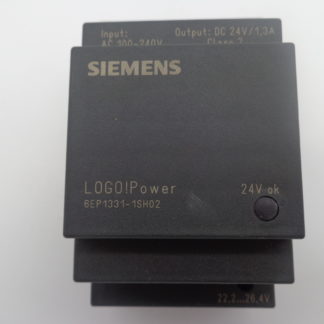 Input: Output: DC 24V/1,3A
AC 100-240V Class 2
SIEMENS
LOGO!Power 24V ok
6EP1331-1SH02
22,2...26,4V